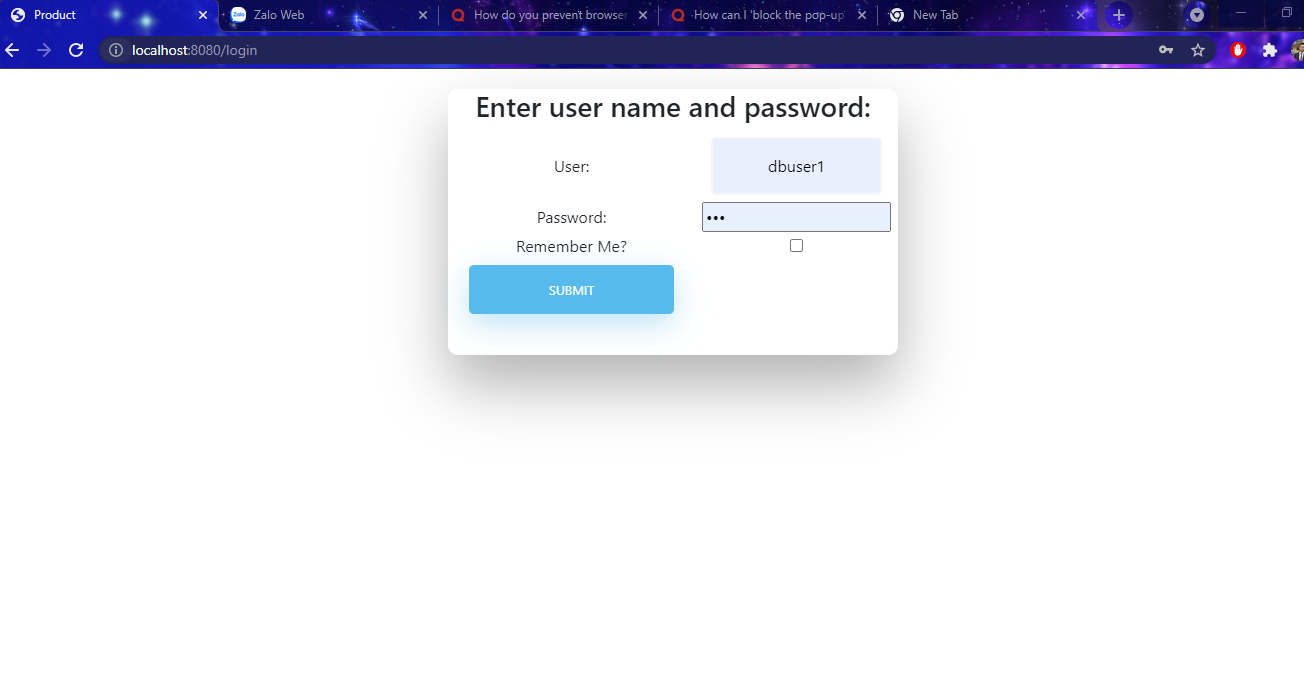 Product
Zalo Web
How do you prevent browser
How can I 'block the pop-up'
New Tab
localhost:8080/login
Enter user name and password:
User:
dbuser1
Password:
•••
Remember Me?
SUBMIT